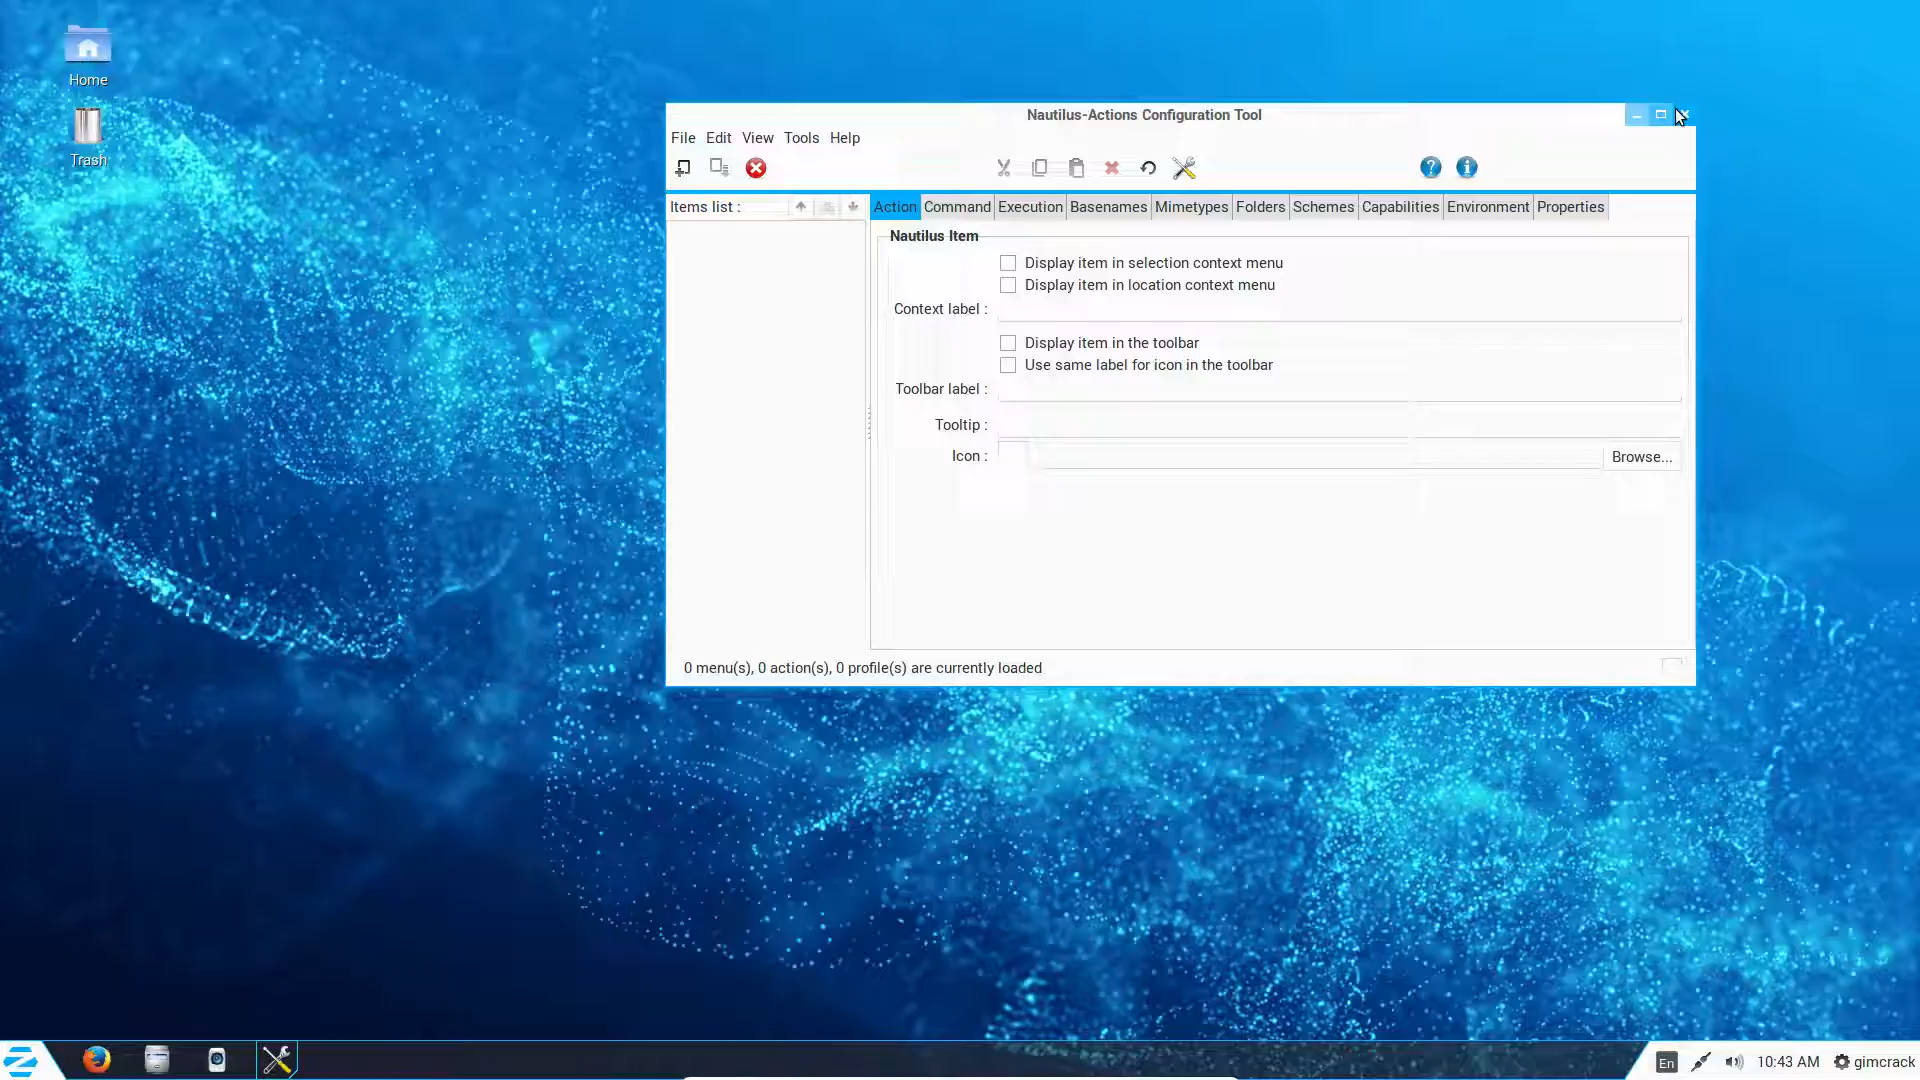 Home
Trash
Nautilus-Actions Configuration Tool
File Edit View Tools Help
Items list :
Action Command Execution Basenames Mimetypes Folders Schemes Capabilities Environment Properties
Nautilus Item
Display item in selection context menu
Display item in location context menu
Context label :
Display item in the toolbar
Use same label for icon in the toolbar
Toolbar label :
Tooltip :
Icon :
Browse...
0 menu(s), 0 action(s), 0 profile(s) are currently loaded
En 10:43 AM gimcrack